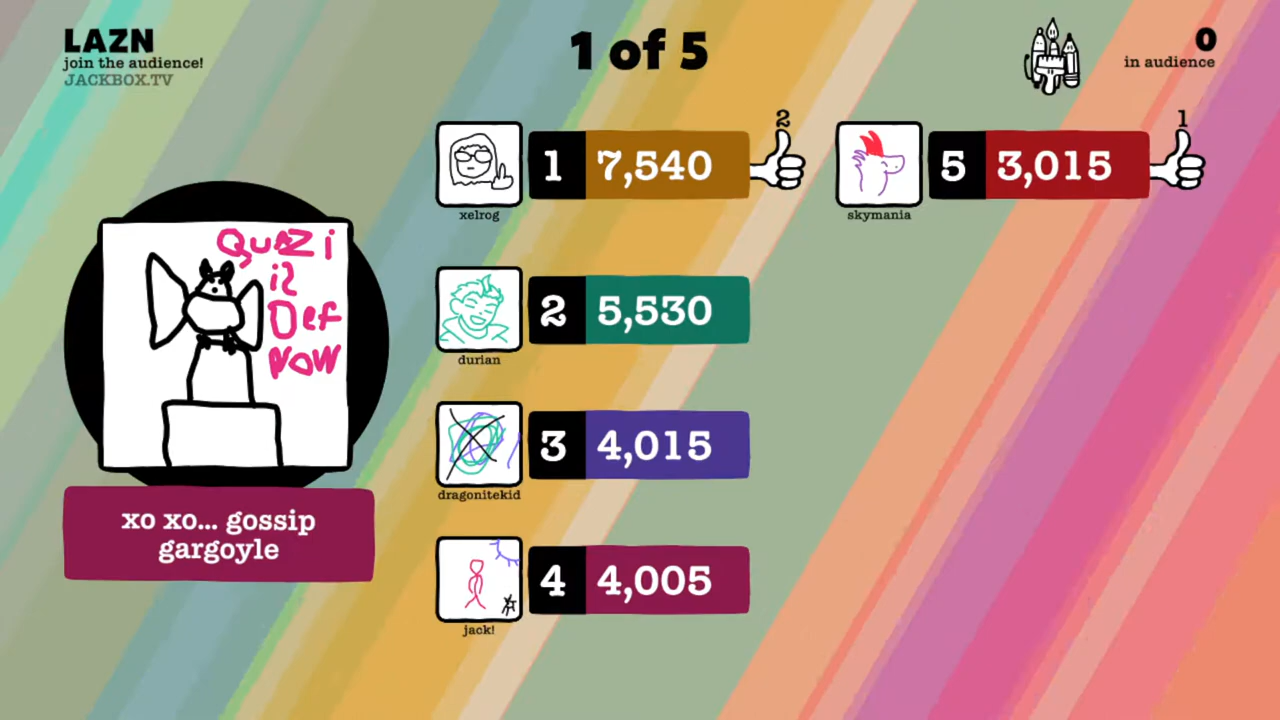 LAZN
join the audience!
JACKBOX.TV
1 of 5
0
in audience
QUAZI
is
Def
NOW
xo xo... gossip
gargoyle
1 7,540
2
xelrog
2 5,530
durian
3 4,015
dragonitekid
4 4,005
jack!
5 3,015
1
skymania